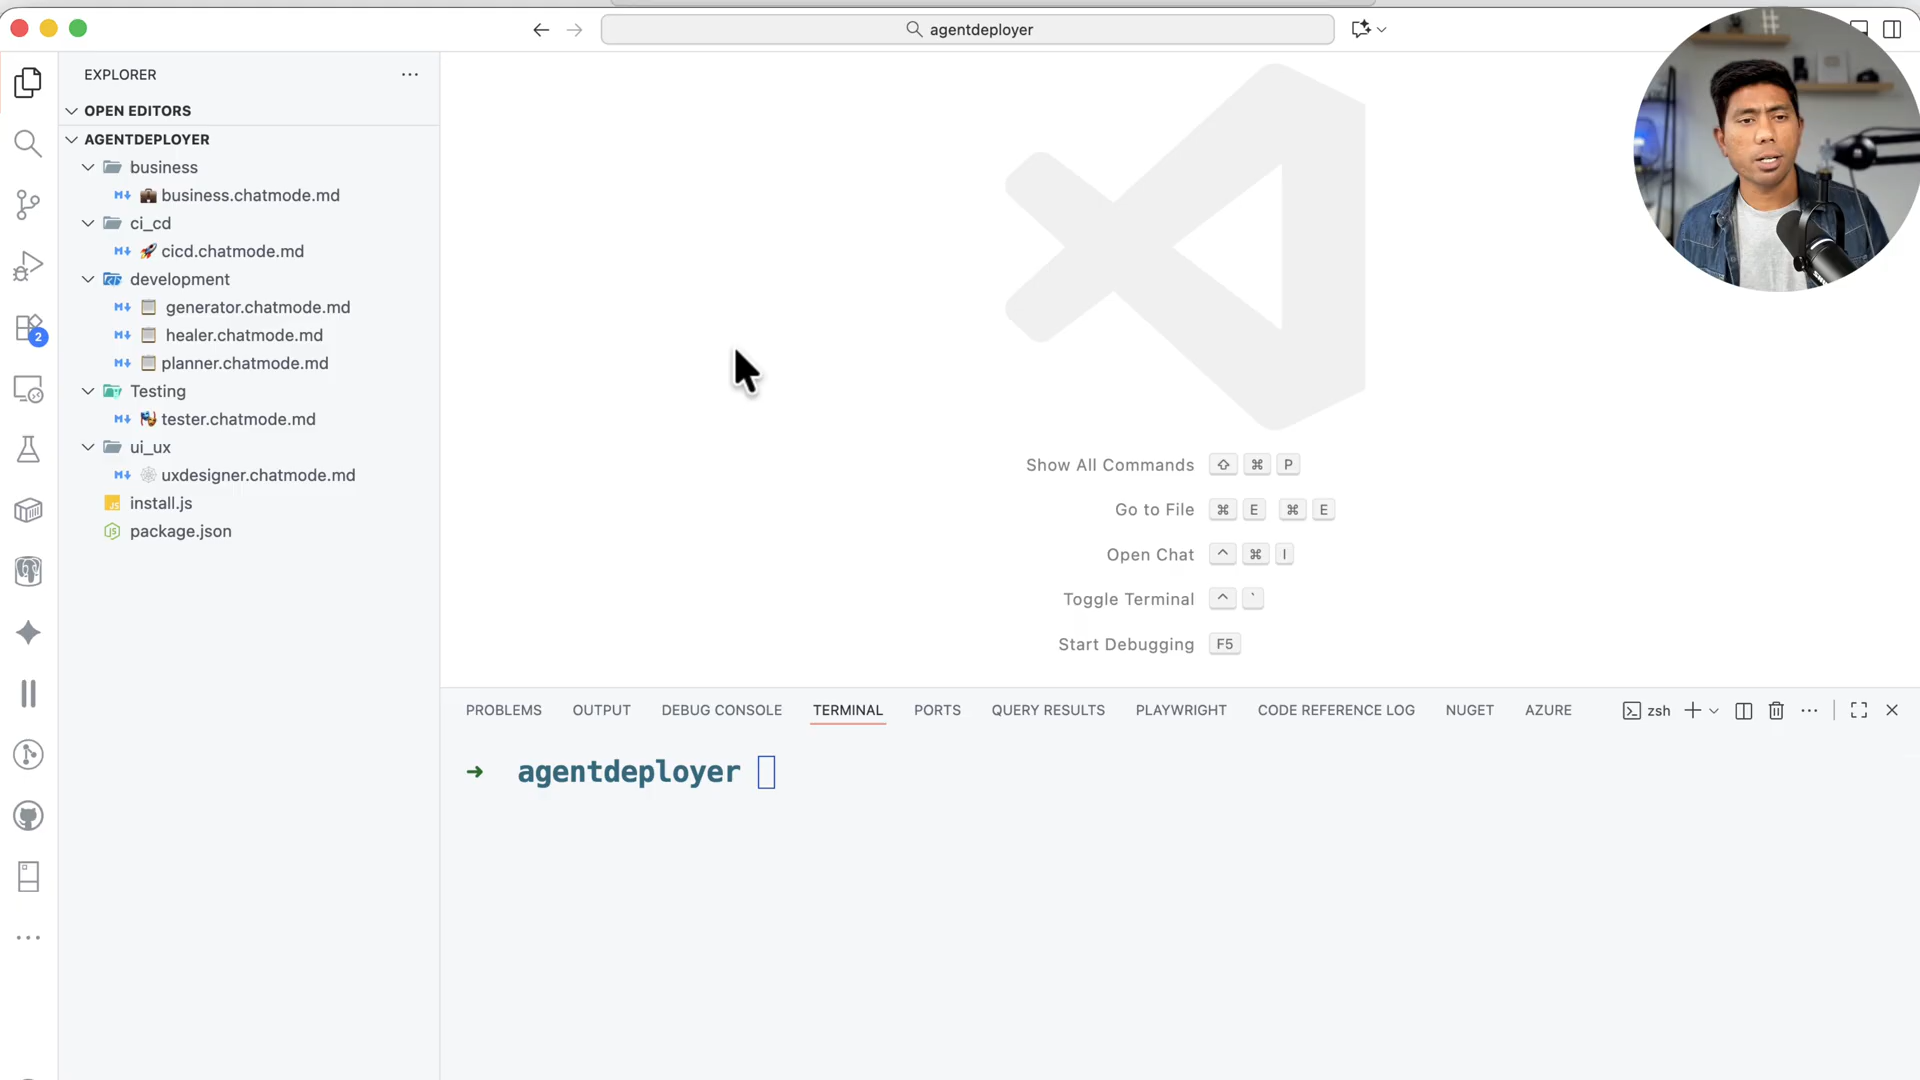 agentdeployer
EXPLORER
OPEN EDITORS
AGENTDEPLOYER
business
💼 business.chatmode.md
ci_cd
🚀 cicd.chatmode.md
development
📋 generator.chatmode.md
📋 healer.chatmode.md
📋 planner.chatmode.md
Testing
🎭 tester.chatmode.md
ui_ux
🕸 uxdesigner.chatmode.md
JS install.js
package.json
2
Show All Commands ⇧ ⌘ P
Go to File ⌘ E ⌘ E
Open Chat ^ ⌘ I
Toggle Terminal ^ `
Start Debugging F5
PROBLEMS OUTPUT DEBUG CONSOLE TERMINAL PORTS QUERY RESULTS PLAYWRIGHT CODE REFERENCE LOG NUGET AZURE zsh
➜ agentdeployer